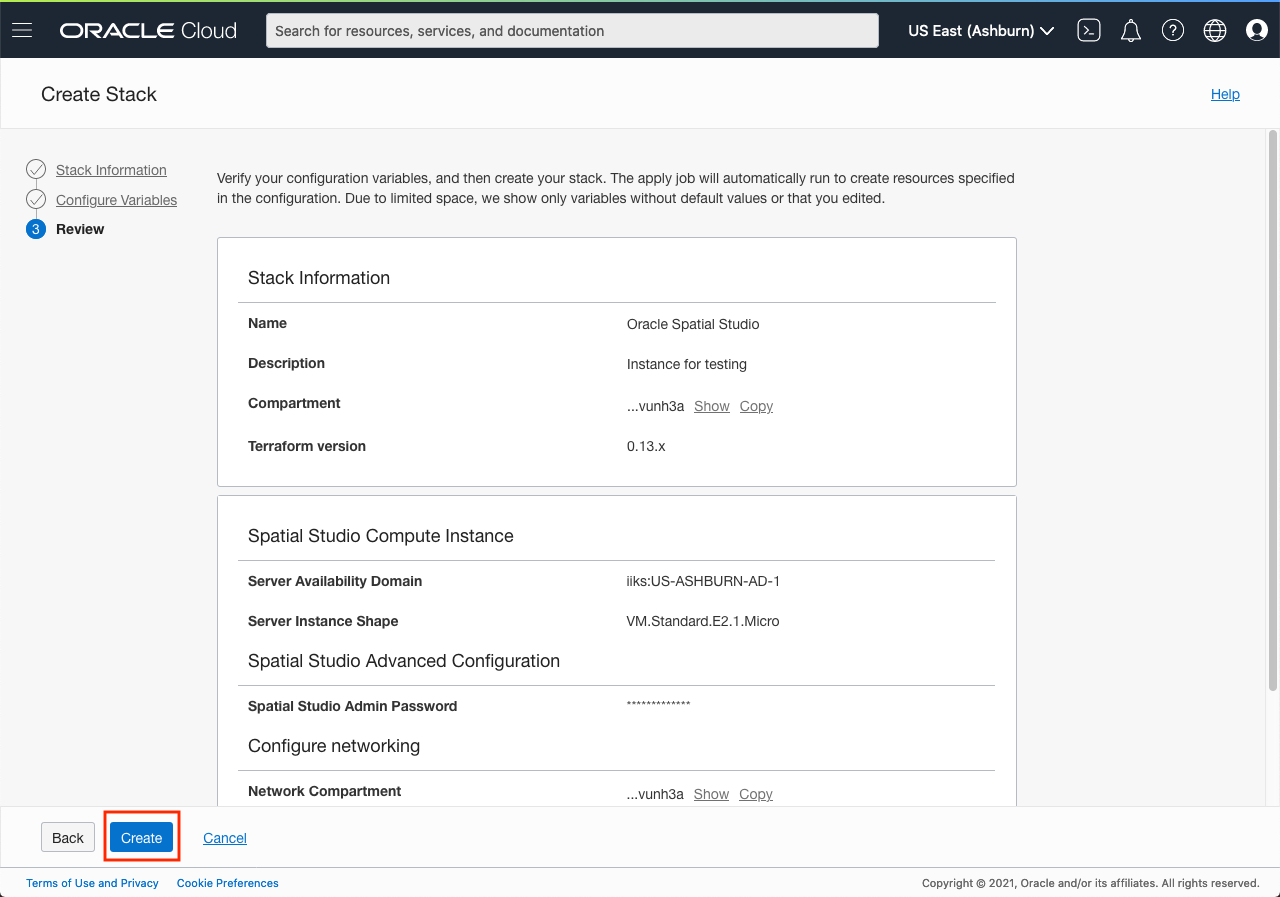 ORACLE Cloud
Search for resources, services, and documentation
US East (Ashburn)
Create Stack
Help
Stack Information
Configure Variables
3 Review
Verify your configuration variables, and then create your stack. The apply job will automatically run to create resources specified
in the configuration. Due to limited space, we show only variables without default values or that you edited.
Stack Information
Name Oracle Spatial Studio
Description Instance for testing
Compartment ...vunh3a Show Copy
Terraform version 0.13.x
Spatial Studio Compute Instance
Server Availability Domain iiks:US-ASHBURN-AD-1
Server Instance Shape VM.Standard.E2.1.Micro
Spatial Studio Advanced Configuration
Spatial Studio Admin Password *************
Configure networking
Network Compartment ...vunh3a Show Copy
Back Create Cancel
Terms of Use and Privacy Cookie Preferences Copyright © 2021, Oracle and/or its affiliates. All rights reserved.